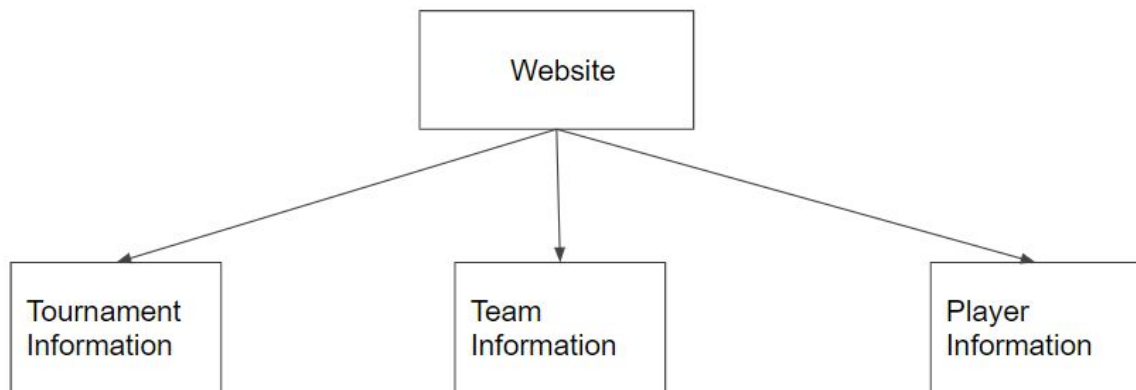 Website
Tournament
Information
Team
Information
Player
Information